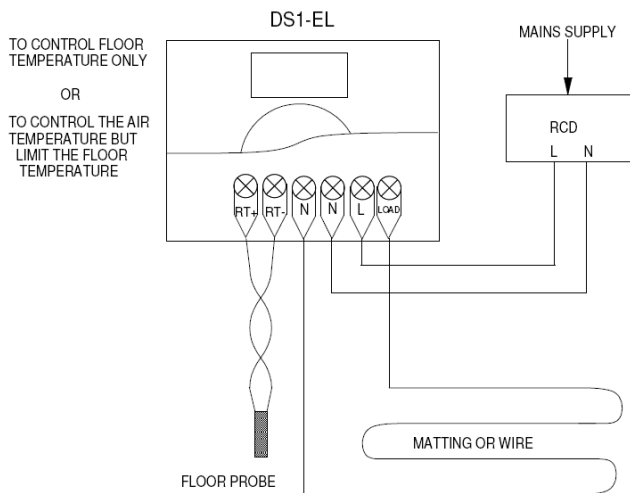 DS1-EL
TO CONTROL FLOOR
TEMPERATURE ONLY
OR
TO CONTROL THE AIR
TEMPERATURE BUT
LIMIT THE FLOOR
TEMPERATURE
MAINS SUPPLY
RCD
L N
RT+ RT- N N L LOAD
MATTING OR WIRE
FLOOR PROBE